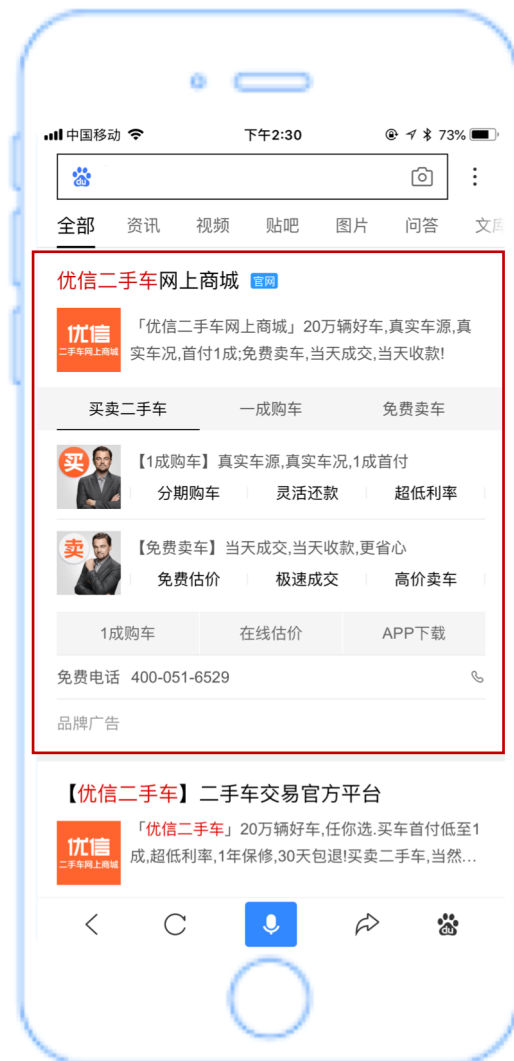 中国移动 下午2:30 73%
du
全部 资讯 视频 贴吧 图片 问答 文库
优信二手车网上商城 官网
优信
二手车网上商城
「优信二手车网上商城」20万辆好车,真实车源,真
实车况,首付1成;免费卖车,当天成交,当天收款!
买卖二手车 一成购车 免费卖车
买
【1成购车】真实车源,真实车况,1成首付
分期购车 灵活还款 超低利率
卖
【免费卖车】当天成交,当天收款,更省心
免费估价 极速成交 高价卖车
1成购车 在线估价 APP下载
免费电话 400-051-6529
品牌广告
【优信二手车】二手车交易官方平台
优信
二手车网上商城
「优信二手车」20万辆好车,任你选.买车首付低至1
成,超低利率,1年保修,30天包退!买卖二手车,当然...
du